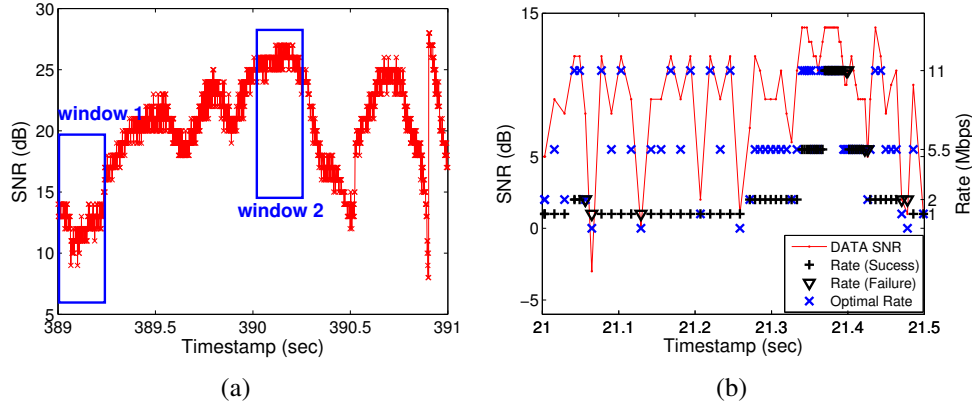 30
25
20
15
10
5
SNR (dB)
window 1
window 2
389
389.5
390
390.5
391
Timestamp (sec)
(a)
15
10
5
0
−5
SNR (dB)
11
5.5
2
1
Rate (Mbps)
DATA SNR
Rate (Sucess)
Rate (Failure)
Optimal Rate
21
21.1
21.2
21.3
21.4
21.5
Timestamp (sec)
(b)